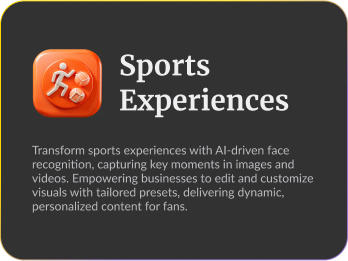 Sports
Experiences
Transform sports experiences with AI-driven face
recognition, capturing key moments in images and
videos. Empowering businesses to edit and customize
visuals with tailored presets, delivering dynamic,
personalized content for fans.